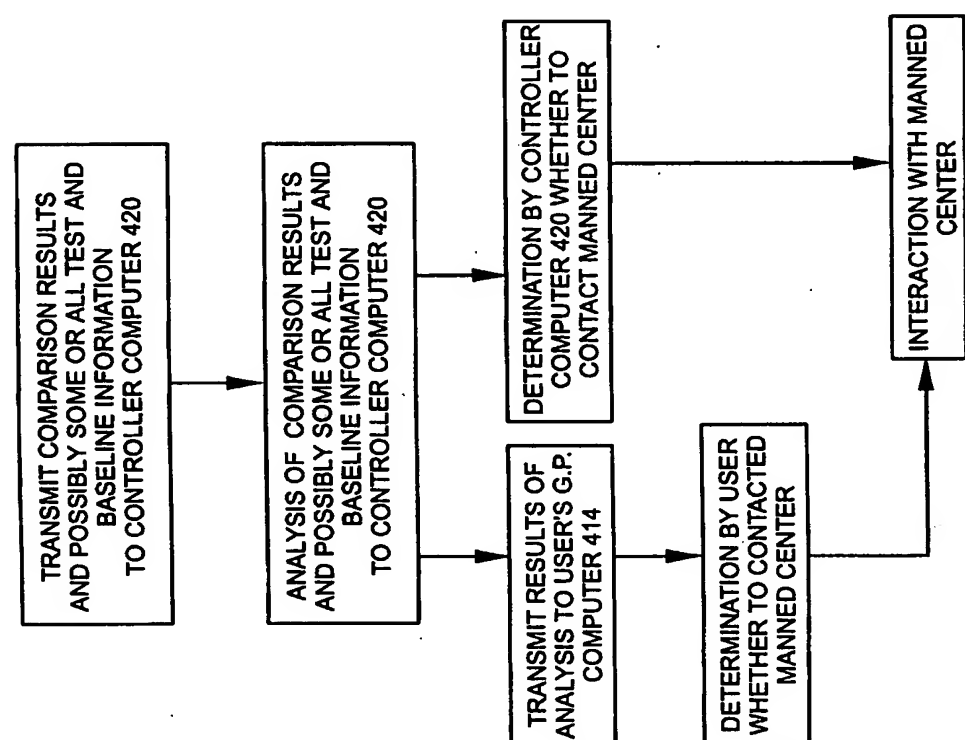 TRANSMIT COMPARISON RESULTS
AND POSSIBLY SOME OR ALL TEST AND
BASELINE INFORMATION
TO CONTROLLER COMPUTER 420
ANALYSIS OF COMPARISON RESULTS
AND POSSIBLY SOME OR ALL TEST AND
BASELINE INFORMATION
TO CONTROLLER COMPUTER 420
TRANSMIT RESULTS OF
ANALYSIS TO USER'S G.P.
COMPUTER 414
DETERMINATION BY CONTROLLER
COMPUTER 420 WHETHER TO
CONTACT MANNED CENTER
DETERMINATION BY USER
WHETHER TO CONTACTED
MANNED CENTER
INTERACTION WITH MANNED
CENTER